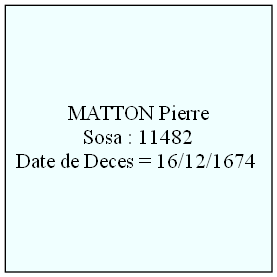 MATTON Pierre
Sosa : 11482
Date de Deces = 16/12/1674